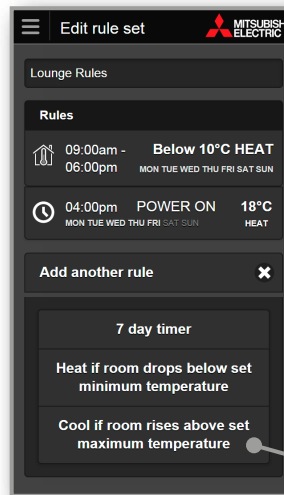 Edit rule set
MITSUBISH
ELECTRIC
Lounge Rules
Rules
09:00am - Below 10°C HEAT
06:00pm MON TUE WED THU FRI SAT SUN
04:00pm POWER ON 18°C
MON TUE WED THU FRI SAT SUN HEAT
Add another rule
7 day timer
Heat if room drops below set
minimum temperature
Cool if room rises above set
maximum temperature